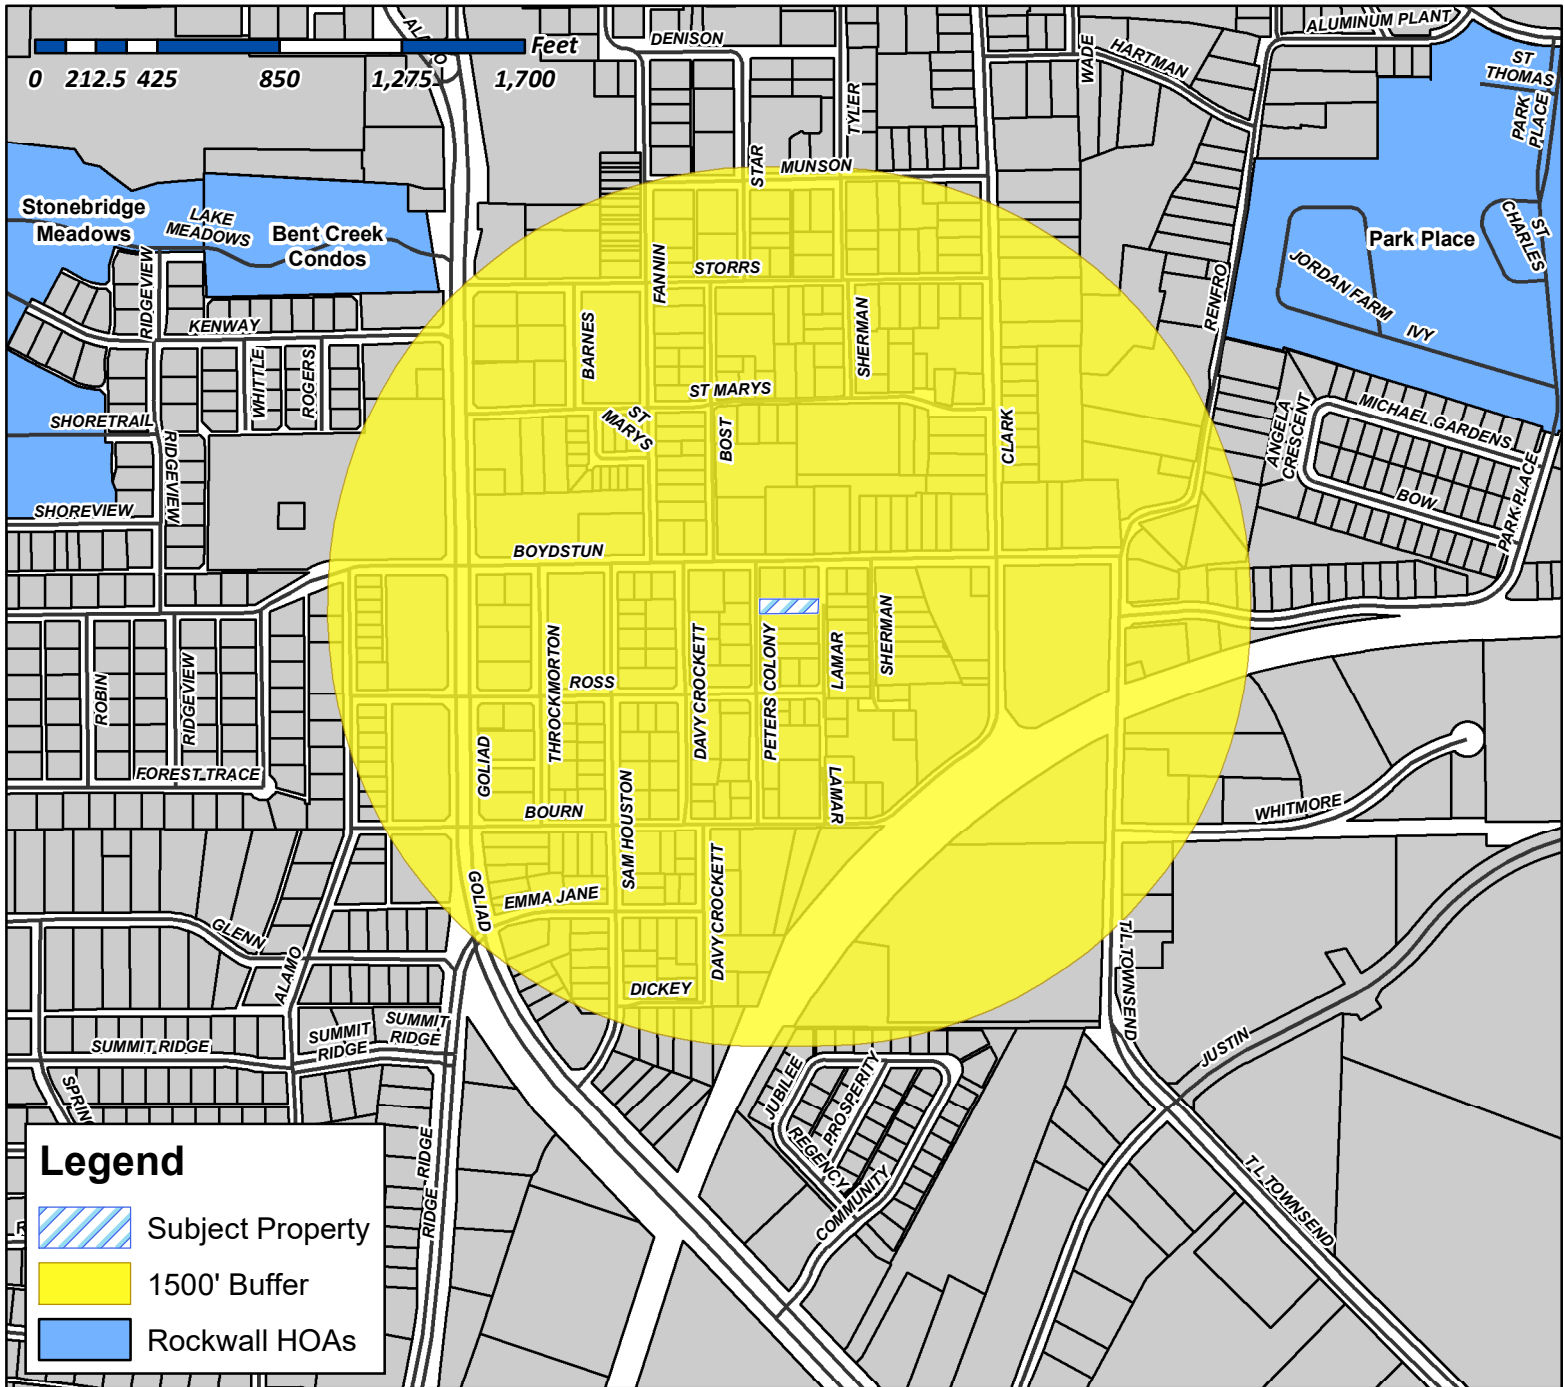 Feet
0 212.5 425 850 1,275 1,700
ALAMO
DENISON
WADE
HARTMAN
ALUMINUM PLANT
ST
THOMAS
PARK
PLACE
TYLER
STAR
MUNSON
Stonebridge
Meadows
LAKE
MEADOWS
Bent Creek
Condos
Park Place
ST
CHARLES
JORDAN FARM
IVY
RENFRO
RIDGEVIEW
KENWAY
WHITTLE
ROGERS
FANNIN
STORRS
BARNES
SHERMAN
ST MARYS
ST
MARYS
BOST
CLARK
SHORETRAIL
RIDGEVIEW
SHOREVIEW
ANGELA
CRESCENT
MICHAEL GARDENS
BOW
PARK PLACE
BOYDSTUN
THROCKMORTON
ROSS
DAVY CROCKETT
PETERS COLONY
LAMAR
SHERMAN
ROBIN
RIDGEVIEW
FOREST TRACE
GOLIAD
BOURN
SAM HOUSTON
LAMAR
WHITMORE
GOLIAD
EMMA JANE
DAVY CROCKETT
DICKEY
GLENN
ALAMO
SUMMIT RIDGE
SUMMIT
RIDGE
SUMMIT
RIDGE
T.L. TOWNSEND
JUSTIN
JUBILEE
PROSPERITY
REGENCY
COMMUNITY
RIDGE RIDGE
T.L. TOWNSEND
Legend
Subject Property
1500' Buffer
Rockwall HOAs